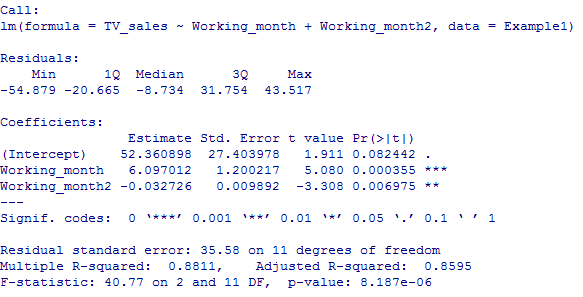 Call:
lm(formula = TV_sales ~ Working_month + Working_month2, data = Example1)
Residuals:
    Min      1Q  Median      3Q     Max
-54.879 -20.665  -8.734  31.754  43.517
Coefficients:
                Estimate Std. Error t value Pr(>|t|)
(Intercept)    52.360898  27.403978   1.911 0.082442 .
Working_month   6.097012   1.200217   5.080 0.000355 ***
Working_month2 -0.032726   0.009892  -3.308 0.006975 **
---
Signif. codes:  0 ‘***’ 0.001 ‘**’ 0.01 ‘*’ 0.05 ‘.’ 0.1 ‘ ’ 1
Residual standard error: 35.58 on 11 degrees of freedom
Multiple R-squared:  0.8811,    Adjusted R-squared:  0.8595
F-statistic: 40.77 on 2 and 11 DF,  p-value: 8.187e-06